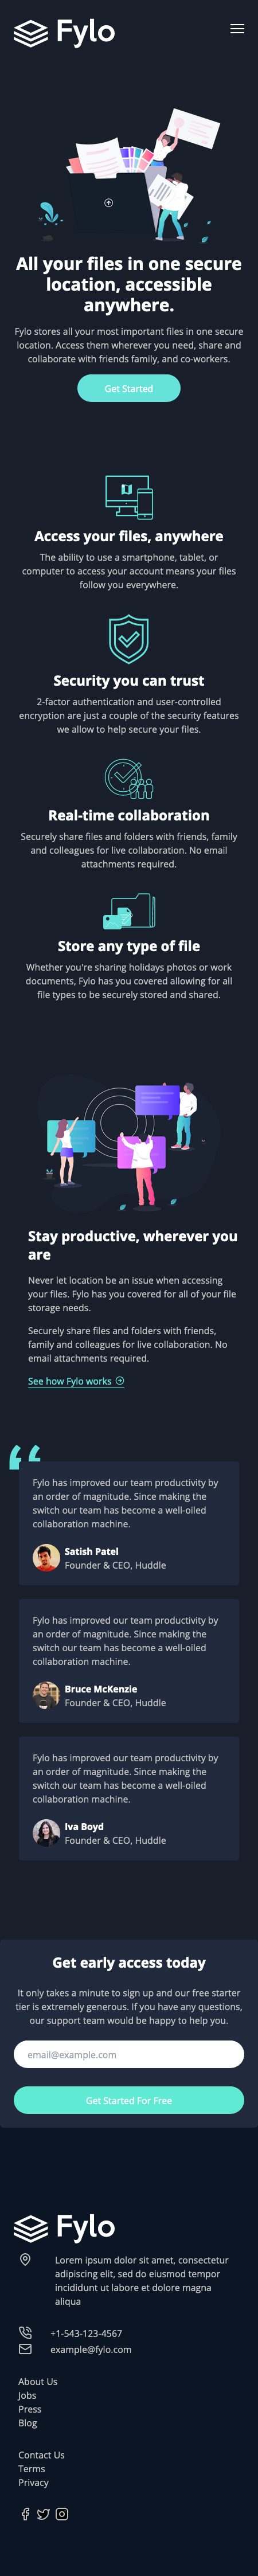 Fylo
All your files in one secure
location, accessible
anywhere.
Fylo stores all your most important files in one secure
location. Access them wherever you need, share and
collaborate with friends family, and co-workers.
Get Started
Access your files, anywhere
The ability to use a smartphone, tablet, or
computer to access your account means your files
follow you everywhere.
Security you can trust
2-factor authentication and user-controlled
encryption are just a couple of the security features
we allow to help secure your files.
Real-time collaboration
Securely share files and folders with friends, family
and colleagues for live collaboration. No email
attachments required.
Store any type of file
Whether you're sharing holidays photos or work
documents, Fylo has you covered allowing for all
file types to be securely stored and shared.
Stay productive, wherever you
are
Never let location be an issue when accessing
your files. Fylo has you covered for all of your file
storage needs.
Securely share files and folders with friends,
family and colleagues for live collaboration. No
email attachments required.
See how Fylo works
“
Fylo has improved our team productivity by
an order of magnitude. Since making the
switch our team has become a well-oiled
collaboration machine.
Satish Patel
Founder & CEO, Huddle
Fylo has improved our team productivity by
an order of magnitude. Since making the
switch our team has become a well-oiled
collaboration machine.
Bruce McKenzie
Founder & CEO, Huddle
Fylo has improved our team productivity by
an order of magnitude. Since making the
switch our team has become a well-oiled
collaboration machine.
Iva Boyd
Founder & CEO, Huddle
Get early access today
It only takes a minute to sign up and our free starter
tier is extremely generous. If you have any questions,
our support team would be happy to help you.
email@example.com
Get Started For Free
Fylo
Lorem ipsum dolor sit amet, consectetur
adipiscing elit, sed do eiusmod tempor
incididunt ut labore et dolore magna
aliqua
+1-543-123-4567
example@fylo.com
About Us
Jobs
Press
Blog
Contact Us
Terms
Privacy